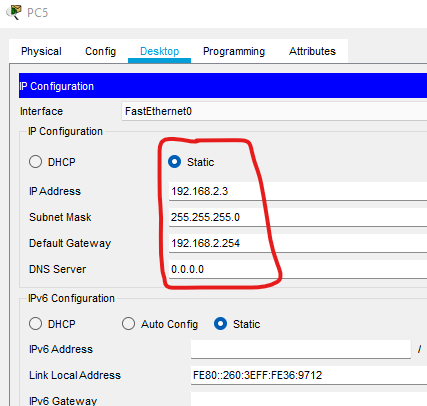 PC5
Physical Config Desktop Programming Attributes
IP Configuration
Interface FastEthernet0
IP Configuration
DHCP Static
IP Address 192.168.2.3
Subnet Mask 255.255.255.0
Default Gateway 192.168.2.254
DNS Server 0.0.0.0
IPv6 Configuration
DHCP Auto Config Static
IPv6 Address /
Link Local Address FE80::260:3EFF:FE36:9712
IPv6 Gateway